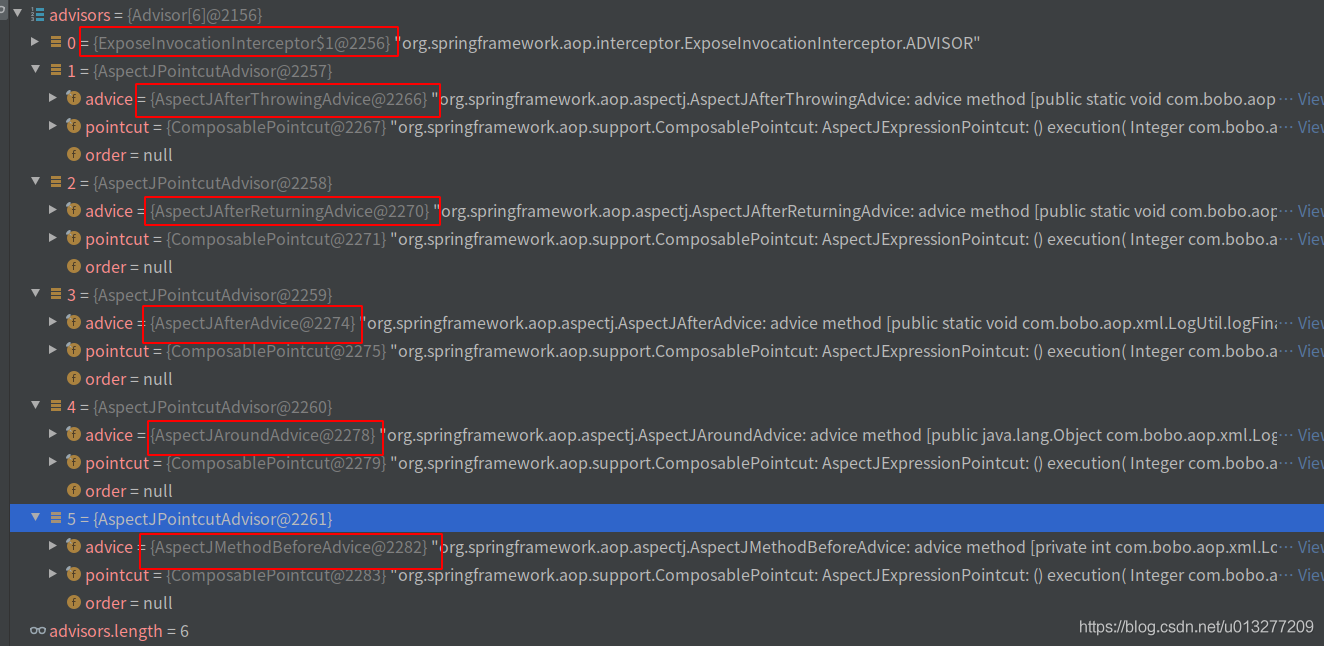 advisors = {Advisor[6]@2156}
0 = {ExposeInvocationInterceptor$1@2256} "org.springframework.aop.interceptor.ExposeInvocationInterceptor.ADVISOR"
1 = {AspectJPointcutAdvisor@2257}
advice = {AspectJAfterThrowingAdvice@2266} "org.springframework.aop.aspectj.AspectJAfterThrowingAdvice: advice method [public static void com.bobo.aop ... View
pointcut = {ComposablePointcut@2267} "org.springframework.aop.support.ComposablePointcut: AspectJExpressionPointcut: () execution( Integer com.bobo.a... View
order = null
2 = {AspectJPointcutAdvisor@2258}
advice = {AspectJAfterReturningAdvice@2270} "org.springframework.aop.aspectj.AspectJAfterReturningAdvice: advice method [public static void com.bobo.aop... View
pointcut = {ComposablePointcut@2271} "org.springframework.aop.support.ComposablePointcut: AspectJExpressionPointcut: () execution( Integer com.bobo.a... View
order = null
3 = {AspectJPointcutAdvisor@2259}
advice = {AspectJAfterAdvice@2274} "org.springframework.aop.aspectj.AspectJAfterAdvice: advice method [public static void com.bobo.aop.xml.LogUtil.logFina... View
pointcut = {ComposablePointcut@2275} "org.springframework.aop.support.ComposablePointcut: AspectJExpressionPointcut: () execution( Integer com.bobo.a... View
order = null
4 = {AspectJPointcutAdvisor@2260}
advice = {AspectJAroundAdvice@2278} "org.springframework.aop.aspectj.AspectJAroundAdvice: advice method [public java.lang.Object com.bobo.aop.xml.Log... View
pointcut = {ComposablePointcut@2279} "org.springframework.aop.support.ComposablePointcut: AspectJExpressionPointcut: () execution( Integer com.bobo.a... View
order = null
5 = {AspectJPointcutAdvisor@2261}
advice = {AspectJMethodBeforeAdvice@2282} "org.springframework.aop.aspectj.AspectJMethodBeforeAdvice: advice method [private int com.bobo.aop.xml.Lo... View
pointcut = {ComposablePointcut@2283} "org.springframework.aop.support.ComposablePointcut: AspectJExpressionPointcut: () execution( Integer com.bobo.a... View
order = null
advisors.length = 6
https://blog.csdn.net/u013277209